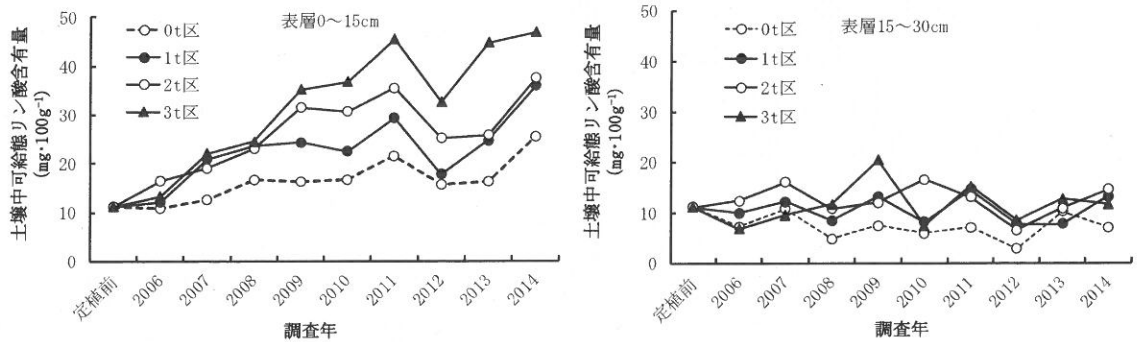 表層0～15cm
0t区
1t区
2t区
3t区
土壌中可給態リン酸含有量
(mg・100g⁻¹)
50
40
30
20
10
0
定植前
2006
2007
2008
2009
2010
2011
2012
2013
2014
調査年
表層15～30cm
0t区
1t区
2t区
3t区
土壌中可給態リン酸含有量
(mg・100g⁻¹)
50
40
30
20
10
0
定植前
2006
2007
2008
2009
2010
2011
2012
2013
2014
調査年